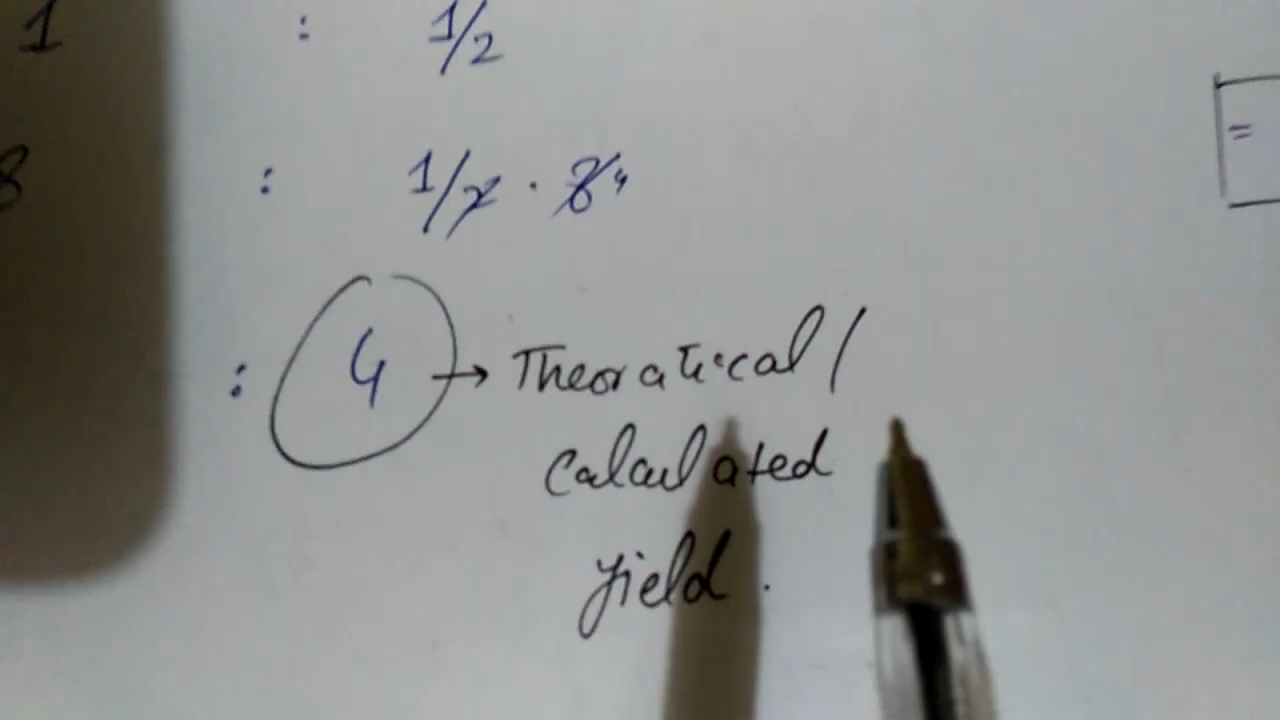 1 : 1/2
8 : 1/2 · 8 4
: 4 → Theoratical /
calculated
yield .
=